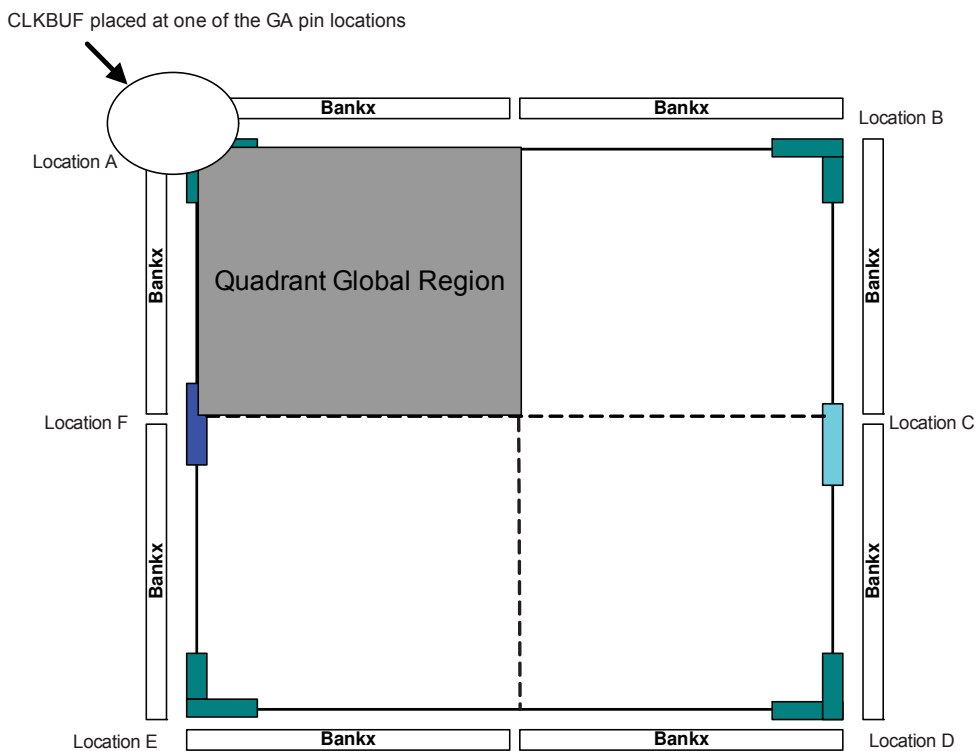 CLKBUF placed at one of the GA pin locations
Bankx
Bankx
Location B
Location A
Bankx
Bankx
Quadrant Global Region
Location F
Location C
Bankx
Bankx
Location E
Bankx
Bankx
Location D